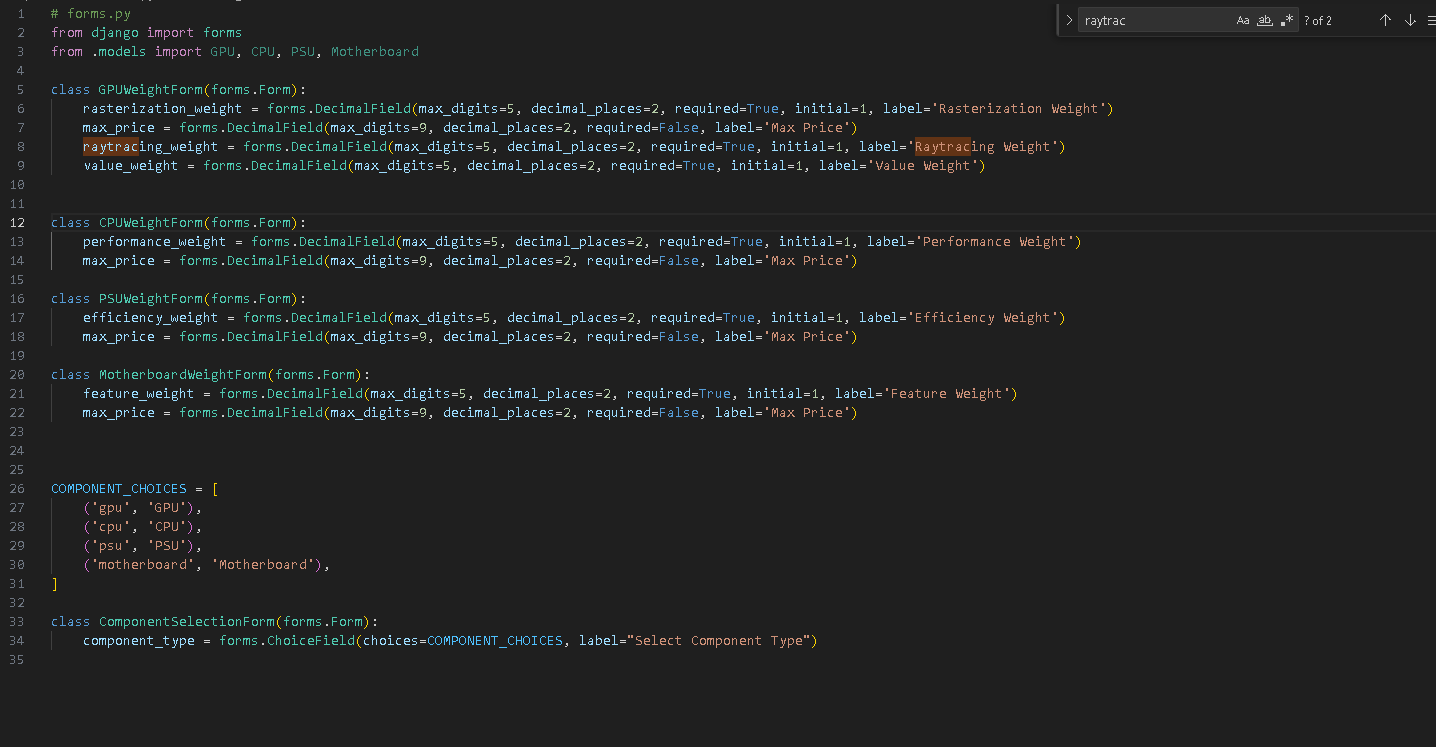 raytrac Aa ab .* ? of 2
1 # forms.py
2 from django import forms
3 from .models import GPU, CPU, PSU, Motherboard
4
5 class GPUWeightForm(forms.Form):
6     rasterization_weight = forms.DecimalField(max_digits=5, decimal_places=2, required=True, initial=1, label='Rasterization Weight')
7     max_price = forms.DecimalField(max_digits=9, decimal_places=2, required=False, label='Max Price')
8     raytracing_weight = forms.DecimalField(max_digits=5, decimal_places=2, required=True, initial=1, label='Raytracing Weight')
9     value_weight = forms.DecimalField(max_digits=5, decimal_places=2, required=True, initial=1, label='Value Weight')
10
11
12 class CPUWeightForm(forms.Form):
13     performance_weight = forms.DecimalField(max_digits=5, decimal_places=2, required=True, initial=1, label='Performance Weight')
14     max_price = forms.DecimalField(max_digits=9, decimal_places=2, required=False, label='Max Price')
15
16 class PSUWeightForm(forms.Form):
17     efficiency_weight = forms.DecimalField(max_digits=5, decimal_places=2, required=True, initial=1, label='Efficiency Weight')
18     max_price = forms.DecimalField(max_digits=9, decimal_places=2, required=False, label='Max Price')
19
20 class MotherboardWeightForm(forms.Form):
21     feature_weight = forms.DecimalField(max_digits=5, decimal_places=2, required=True, initial=1, label='Feature Weight')
22     max_price = forms.DecimalField(max_digits=9, decimal_places=2, required=False, label='Max Price')
23
24
25
26 COMPONENT_CHOICES = [
27     ('gpu', 'GPU'),
28     ('cpu', 'CPU'),
29     ('psu', 'PSU'),
30     ('motherboard', 'Motherboard'),
31 ]
32
33 class ComponentSelectionForm(forms.Form):
34     component_type = forms.ChoiceField(choices=COMPONENT_CHOICES, label="Select Component Type")
35